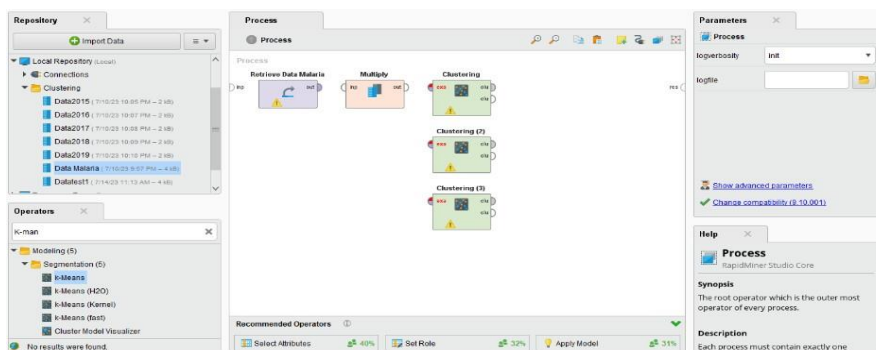 Repository
Import Data
Local Repository (Local)
Connections
Clustering
Data2015 ( 7/10/23 10:05 PM – 2 kB)
Data2016 ( 7/10/23 10:07 PM – 2 kB)
Data2017 ( 7/10/23 10:08 PM – 2 kB)
Data2018 ( 7/10/23 10:09 PM – 2 kB)
Data2019 ( 7/10/23 10:10 PM – 2 kB)
Data Malaria ( 7/10/23 9:57 PM – 4 kB)
Datatest1 ( 7/14/23 11:13 AM – 4 kB)
Operators
K-man
Modeling (5)
Segmentation (5)
k-Means
k-Means (H2O)
k-Means (Kernel)
k-Means (fast)
Cluster Model Visualizer
No results were found.
Process
Process
Process
Retrieve Data Malaria
Multiply
Clustering
inp
out
inp
out
exa
clu
clu
res
Clustering (2)
exa
clu
clu
Clustering (3)
exa
clu
clu
Recommended Operators
Select Attributes
40%
Set Role
32%
Apply Model
31%
Parameters
Process
logverbosity
init
logfile
Show advanced parameters
Change compatibility (9.10.001)
Help
Process
RapidMiner Studio Core
Synopsis
The root operator which is the outer most
operator of every process.
Description
Each process must contain exactly one